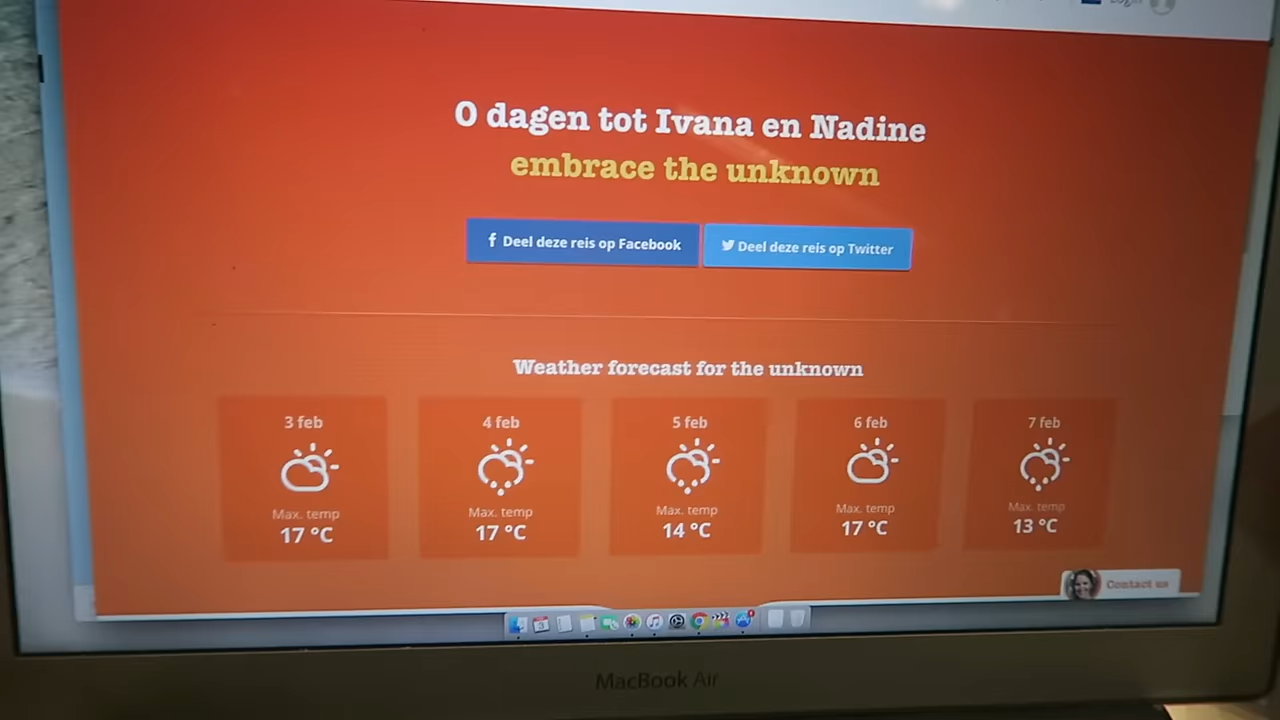 Login
0 dagen tot Ivana en Nadine
embrace the unknown
f Deel deze reis op Facebook
Deel deze reis op Twitter
Weather forecast for the unknown
3 feb
Max. temp
17 °C
4 feb
Max. temp
17 °C
5 feb
Max. temp
14 °C
6 feb
Max. temp
17 °C
7 feb
Max. temp
13 °C
Contact us
3
MacBook Air